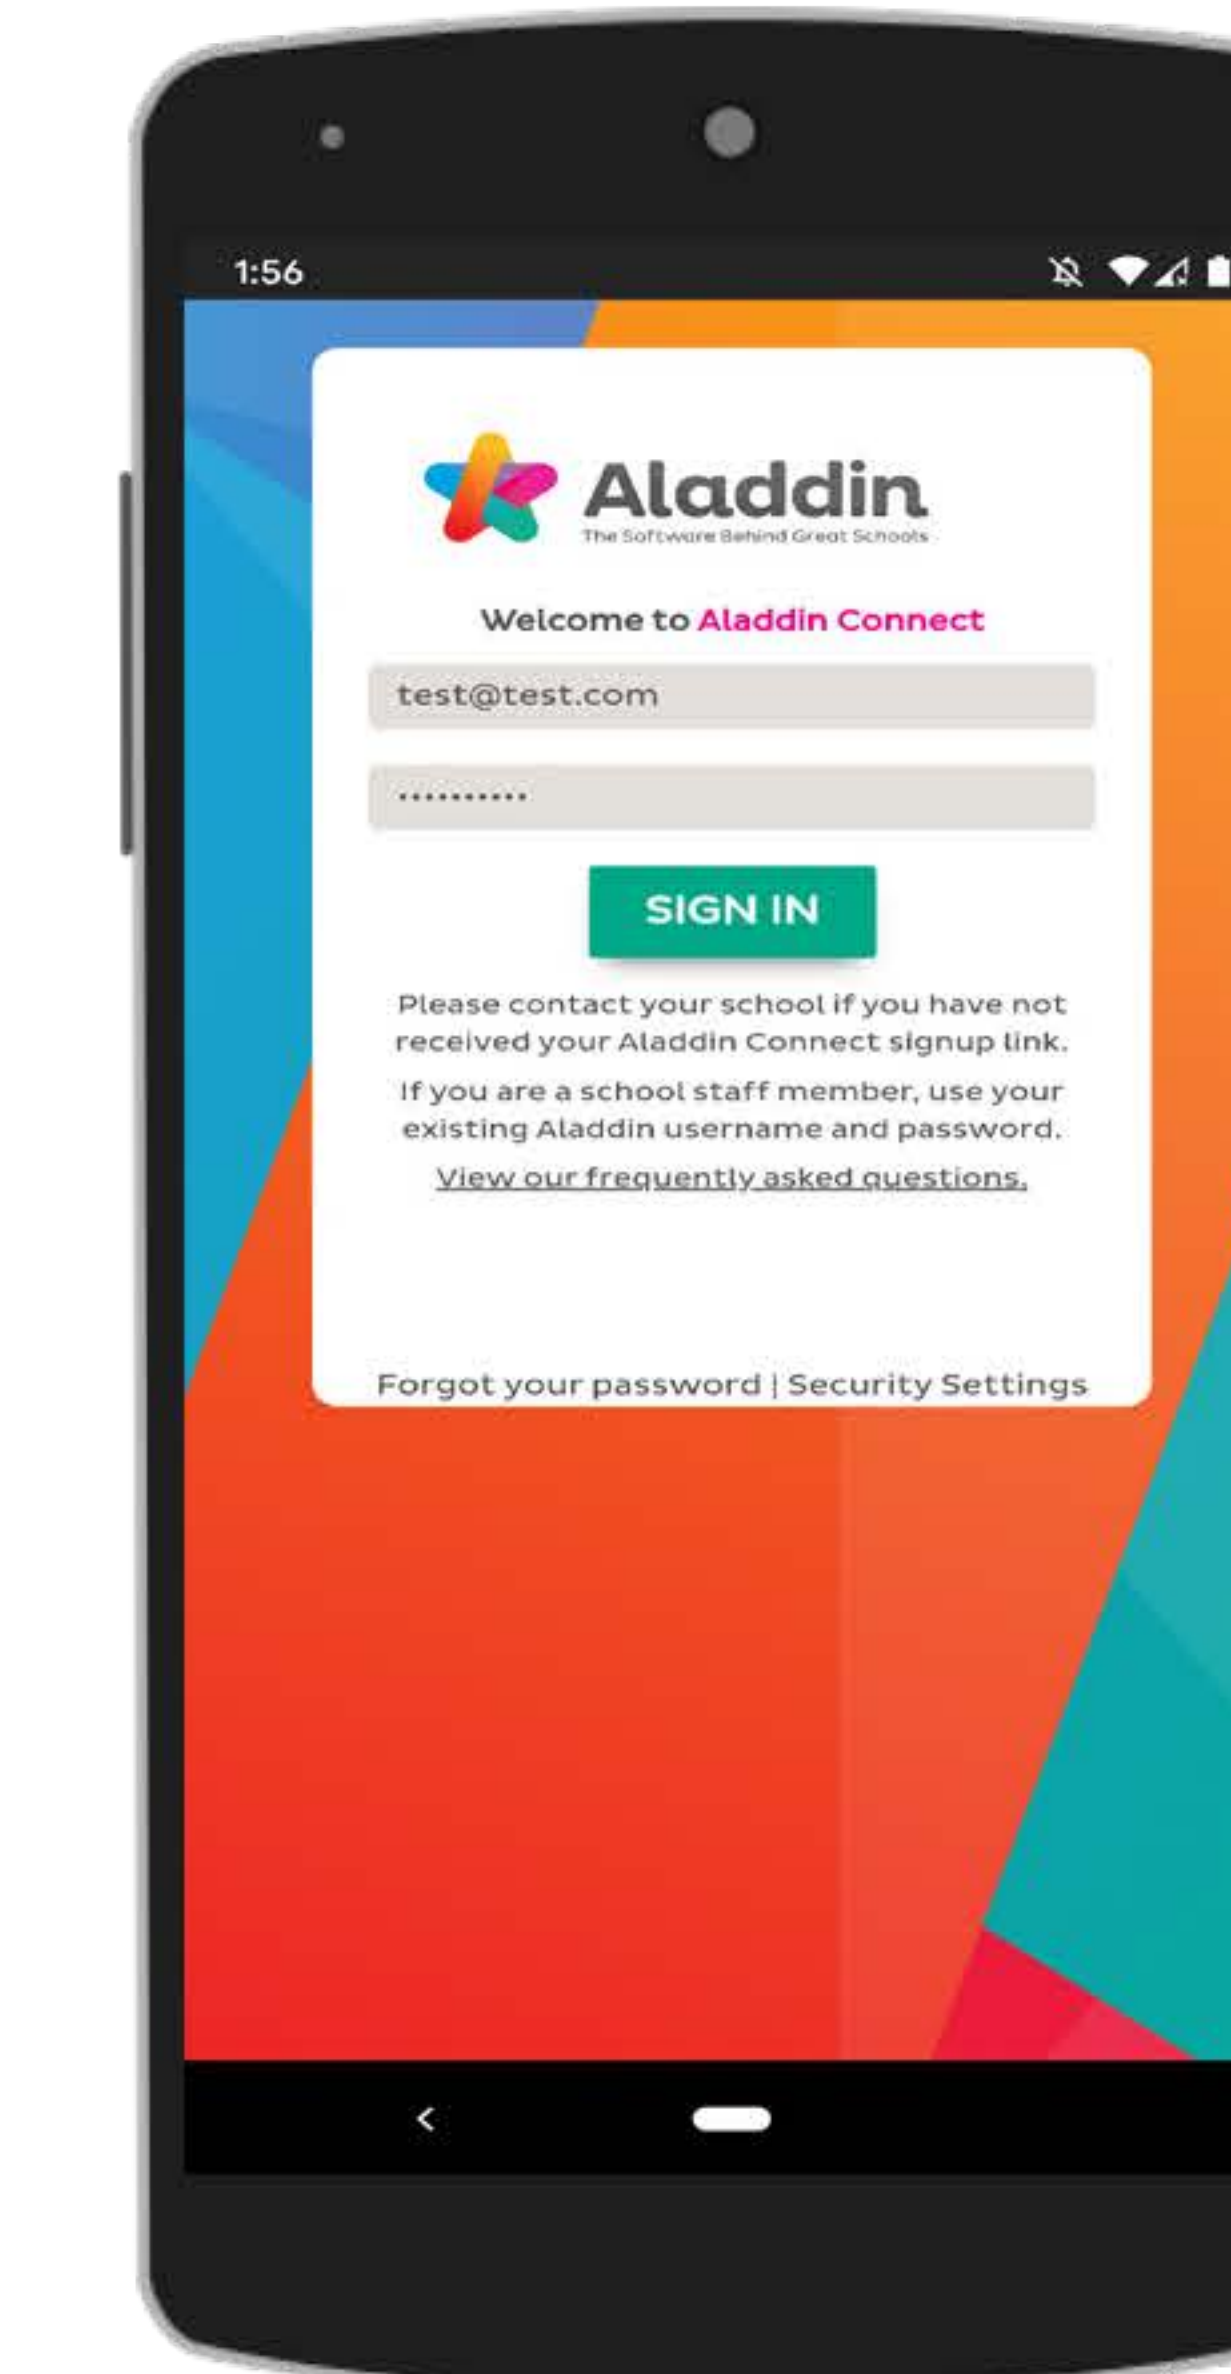 1:56
Aladdin
The Software Behind Great Schools
Welcome to Aladdin Connect
test@test.com
••••••••••
SIGN IN
Please contact your school if you have not
received your Aladdin Connect signup link.
If you are a school staff member, use your
existing Aladdin username and password.
View our frequently asked questions.
Forgot your password | Security Settings